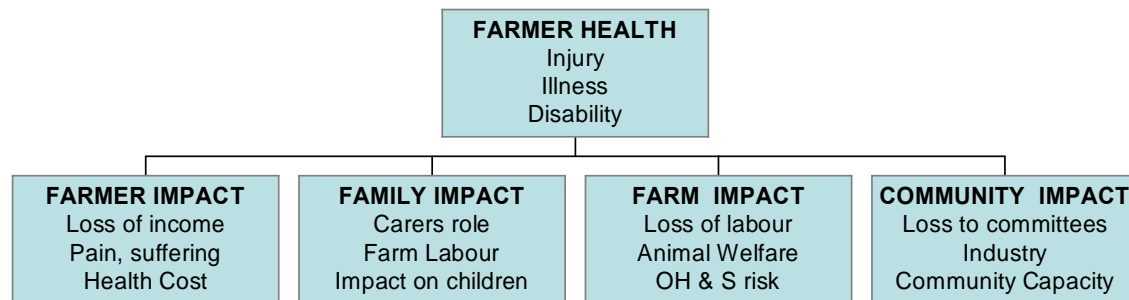 FARMER HEALTH
Injury
Illness
Disability
FARMER IMPACT
Loss of income
Pain, suffering
Health Cost
FAMILY IMPACT
Carers role
Farm Labour
Impact on children
FARM IMPACT
Loss of labour
Animal Welfare
OH & S risk
COMMUNITY IMPACT
Loss to committees
Industry
Community Capacity